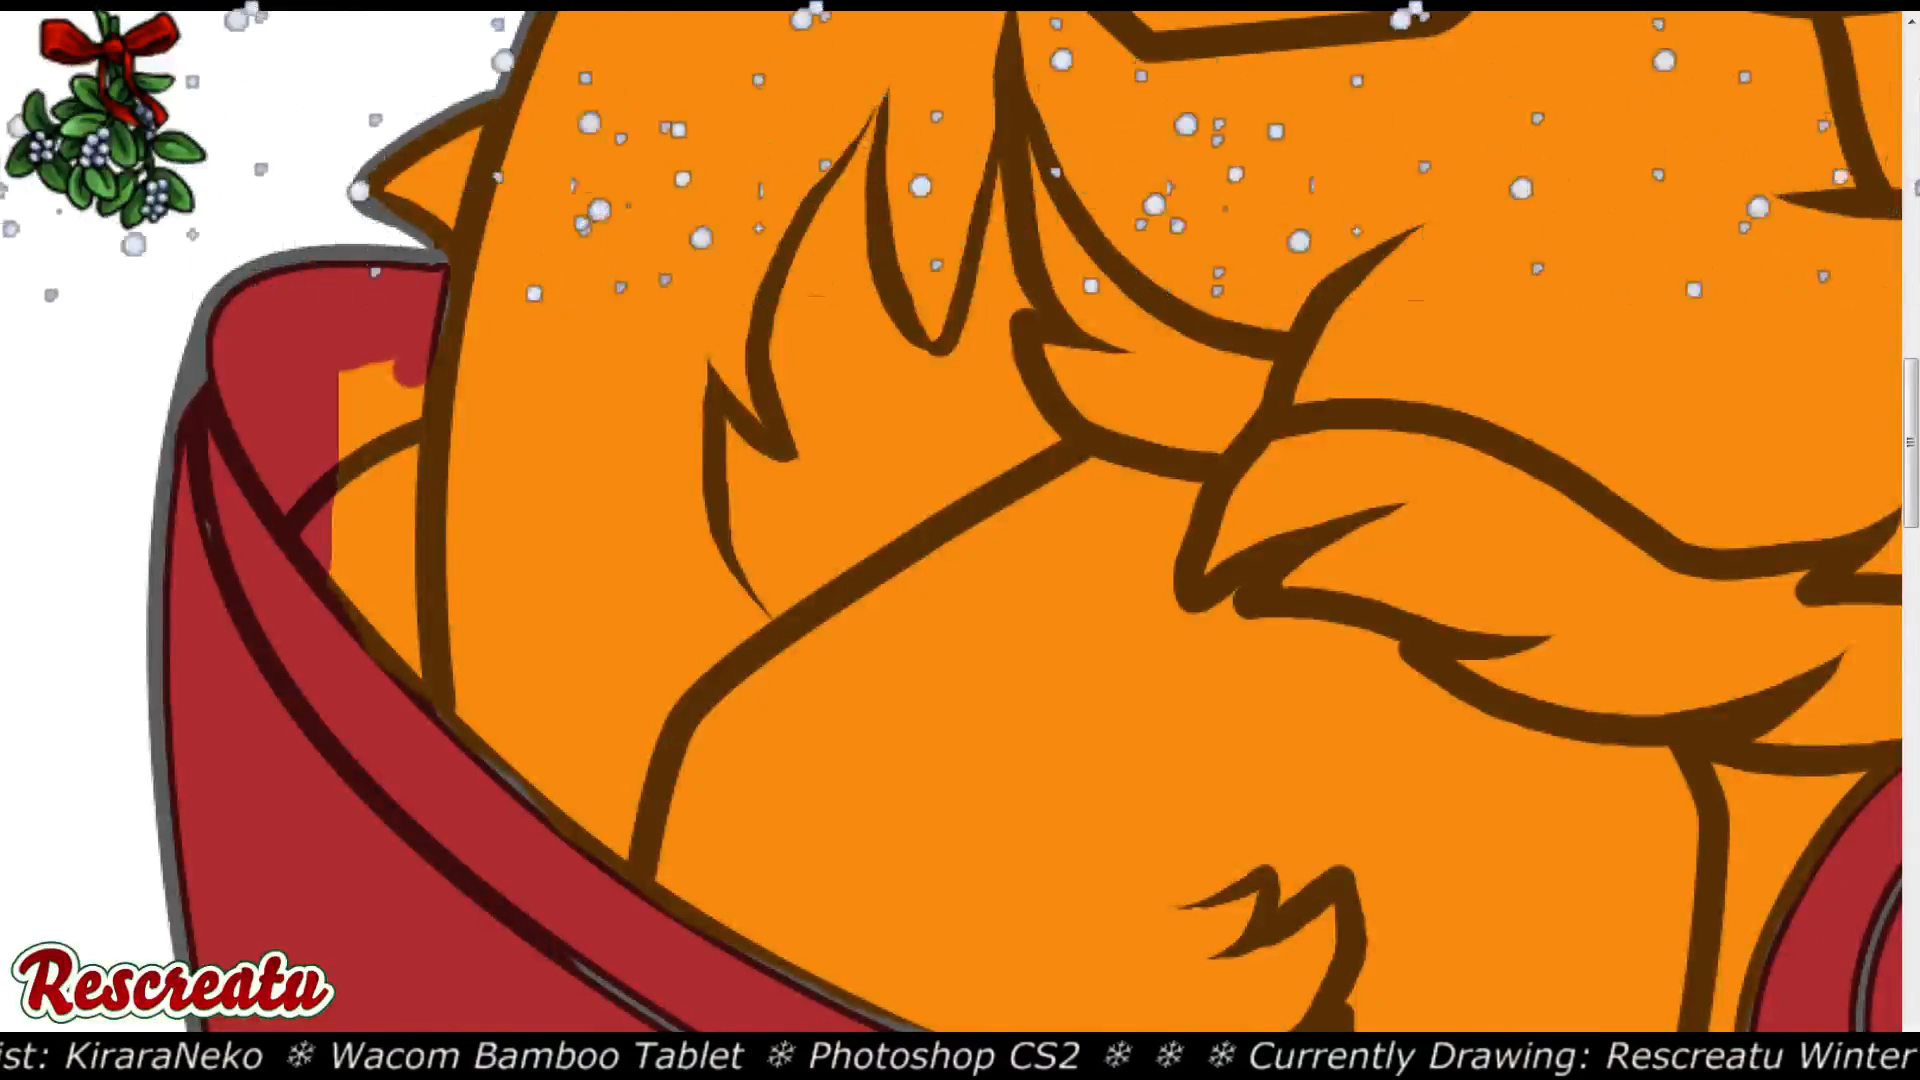 Rescreatu
ist: KiraraNeko ❄ Wacom Bamboo Tablet ❄ Photoshop CS2 ❄ ❄ ❄ Currently Drawing: Rescreatu Winter